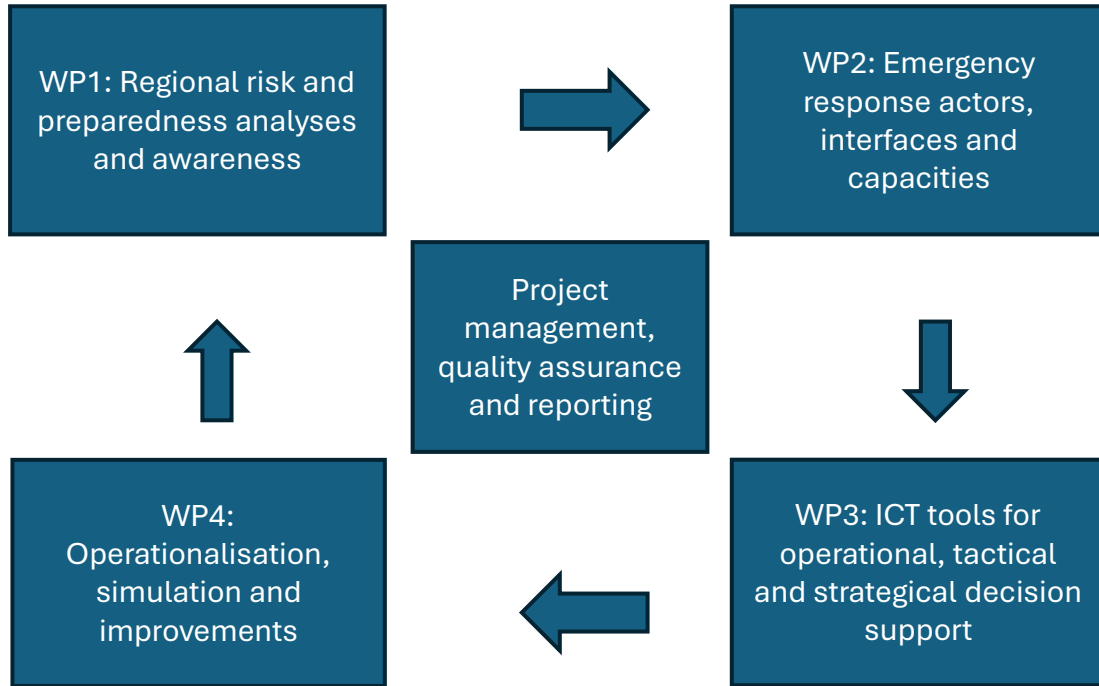 WP1: Regional risk and
preparedness analyses
and awareness
WP2: Emergency
response actors,
interfaces and
capacities
Project
management,
quality assurance
and reporting
WP4:
Operationalisation,
simulation and
improvements
WP3: ICT tools for
operational, tactical
and strategical decision
support